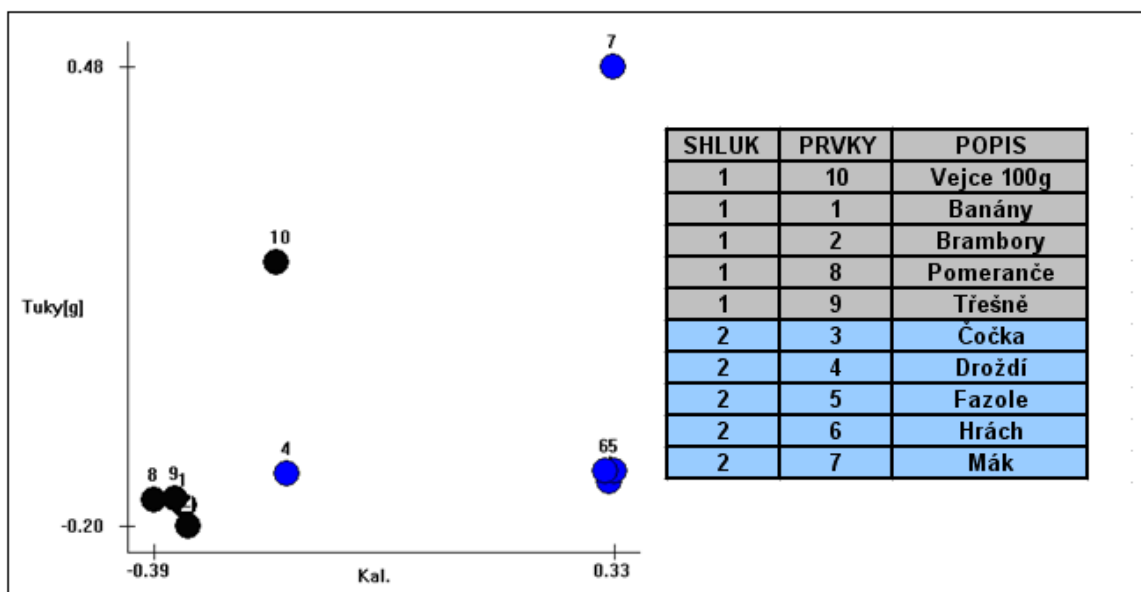 7
0.48
10
Tuky[g]
4
65
8
9
1
2
-0.20
-0.39
Kal.
0.33
SHLUK PRVKY POPIS
1 10 Vejce 100g
1 1 Banány
1 2 Brambory
1 8 Pomeranče
1 9 Třešně
2 3 Čočka
2 4 Droždí
2 5 Fazole
2 6 Hrách
2 7 Mák